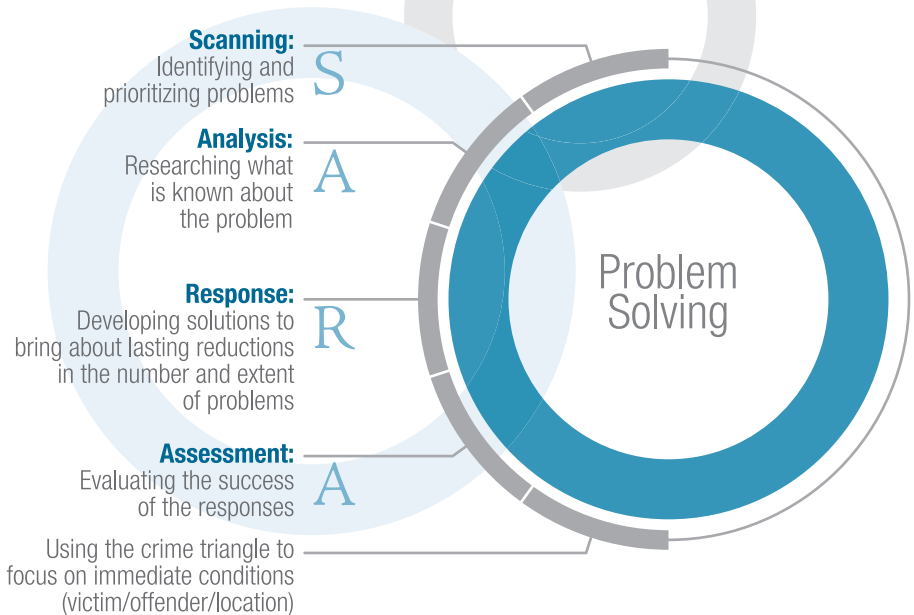 Scanning:
Identifying and
prioritizing problems
S
Analysis:
Researching what
is known about
the problem
A
Response:
Developing solutions to
bring about lasting reductions
in the number and extent
of problems
R
Assessment:
Evaluating the success
of the responses
A
Using the crime triangle to
focus on immediate conditions
(victim/offender/location)
Problem
Solving